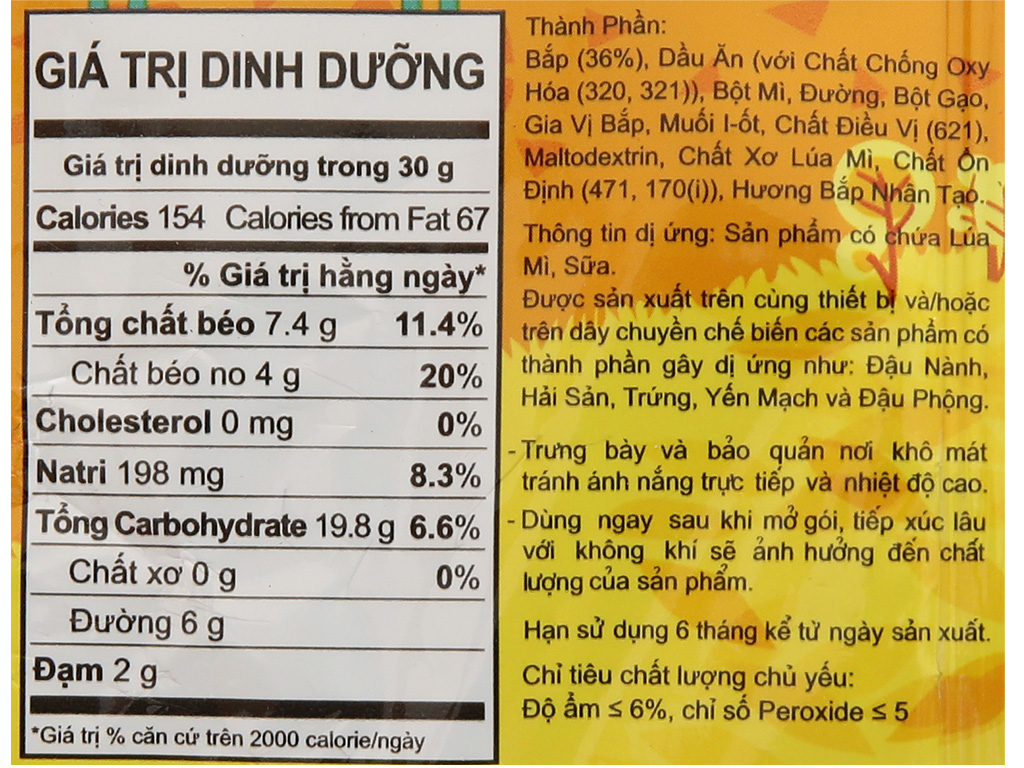 GIÁ TRỊ DINH DƯỠNG
Giá trị dinh dưỡng trong 30 g
Calories 154 Calories from Fat 67
% Giá trị hằng ngày*
Tổng chất béo 7.4 g 11.4%
Chất béo no 4 g 20%
Cholesterol 0 mg 0%
Natri 198 mg 8.3%
Tổng Carbohydrate 19.8 g 6.6%
Chất xơ 0 g 0%
Đường 6 g
Đạm 2 g
*Giá trị % căn cứ trên 2000 calorie/ngày
Thành Phần:
Bắp (36%), Dầu Ăn (với Chất Chống Oxy
Hóa (320, 321)), Bột Mì, Đường, Bột Gạo,
Gia Vị Bắp, Muối I-ốt, Chất Điều Vị (621),
Maltodextrin, Chất Xơ Lúa Mì, Chất Ổn
Định (471, 170(i)), Hương Bắp Nhân Tạo.
Thông tin dị ứng: Sản phẩm có chứa Lúa
Mì, Sữa.
Được sản xuất trên cùng thiết bị và/hoặc
trên dây chuyền chế biến các sản phẩm có
thành phần gây dị ứng như: Đậu Nành,
Hải Sản, Trứng, Yến Mạch và Đậu Phộng.
- Trưng bày và bảo quản nơi khô mát
tránh ánh nắng trực tiếp và nhiệt độ cao.
- Dùng ngay sau khi mở gói, tiếp xúc lâu
với không khí sẽ ảnh hưởng đến chất
lượng của sản phẩm.
Hạn sử dụng 6 tháng kể từ ngày sản xuất.
Chỉ tiêu chất lượng chủ yếu:
Độ ẩm ≤ 6%, chỉ số Peroxide ≤ 5